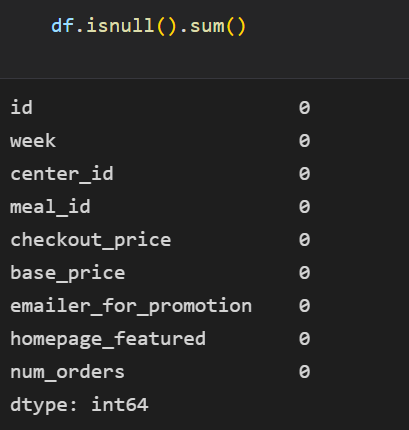 df.isnull().sum()
id 0
week 0
center_id 0
meal_id 0
checkout_price 0
base_price 0
emailer_for_promotion 0
homepage_featured 0
num_orders 0
dtype: int64